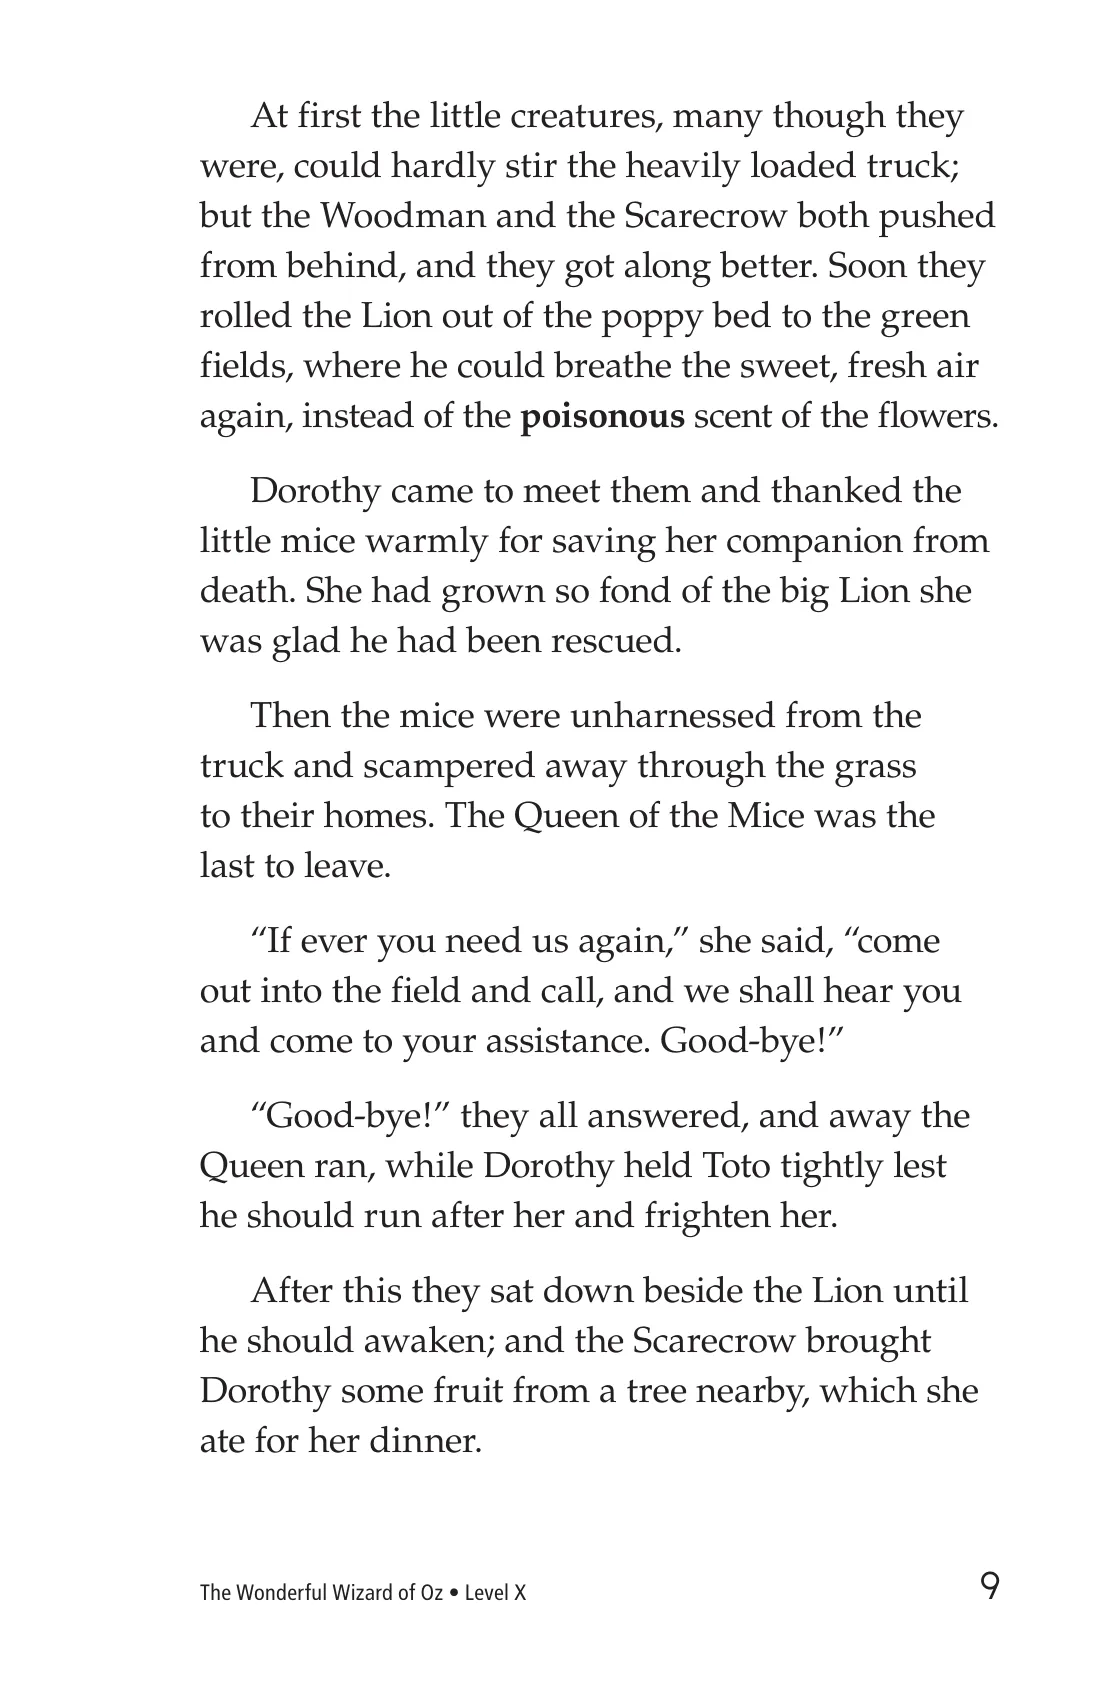 At first the little creatures, many though they
were, could hardly stir the heavily loaded truck;
but the Woodman and the Scarecrow both pushed
from behind, and they got along better. Soon they
rolled the Lion out of the poppy bed to the green
fields, where he could breathe the sweet, fresh air
again, instead of the poisonous scent of the flowers.
Dorothy came to meet them and thanked the
little mice warmly for saving her companion from
death. She had grown so fond of the big Lion she
was glad he had been rescued.
Then the mice were unharnessed from the
truck and scampered away through the grass
to their homes. The Queen of the Mice was the
last to leave.
“If ever you need us again,” she said, “come
out into the field and call, and we shall hear you
and come to your assistance. Good-bye!”
“Good-bye!” they all answered, and away the
Queen ran, while Dorothy held Toto tightly lest
he should run after her and frighten her.
After this they sat down beside the Lion until
he should awaken; and the Scarecrow brought
Dorothy some fruit from a tree nearby, which she
ate for her dinner.
The Wonderful Wizard of Oz • Level X
9